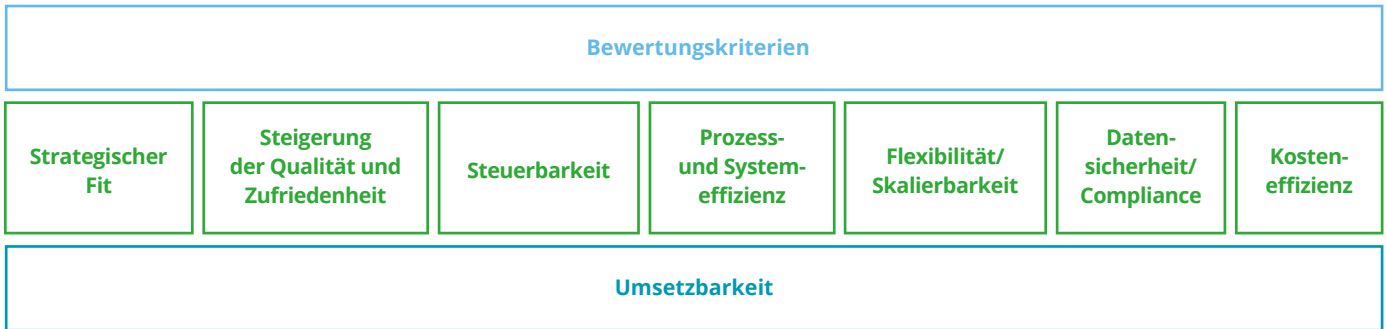 Bewertungskriterien
Strategischer
Fit
Steigerung
der Qualität und
Zufriedenheit
Steuerbarkeit
Prozess-
und System-
effizienz
Flexibilität/
Skalierbarkeit
Daten-
sicherheit/
Compliance
Kosten-
effizienz
Umsetzbarkeit